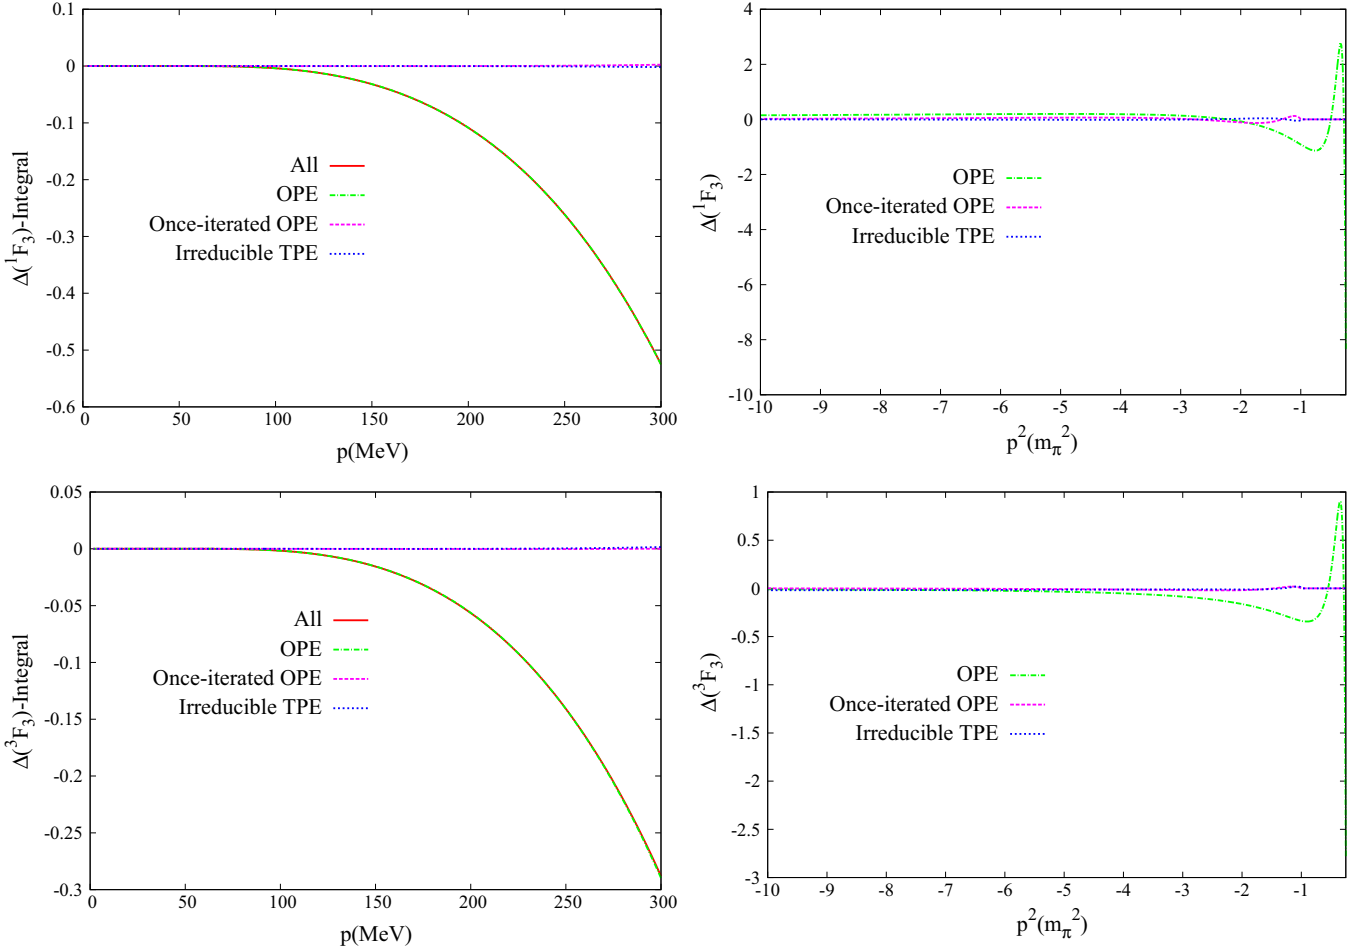 0.1
0
-0.1
-0.2
-0.3
-0.4
-0.5
-0.6
Δ(¹F₃)-Integral
All
OPE
Once-iterated OPE
Irreducible TPE
0 50 100 150 200 250 300
p(MeV)
4
2
0
-2
-4
-6
-8
-10
Δ(¹F₃)
OPE
Once-iterated OPE
Irreducible TPE
-10 -9 -8 -7 -6 -5 -4 -3 -2 -1
p²(m_π²)
0.05
0
-0.05
-0.1
-0.15
-0.2
-0.25
-0.3
Δ(³F₃)-Integral
All
OPE
Once-iterated OPE
Irreducible TPE
0 50 100 150 200 250 300
p(MeV)
1
0.5
0
-0.5
-1
-1.5
-2
-2.5
-3
Δ(³F₃)
OPE
Once-iterated OPE
Irreducible TPE
-10 -9 -8 -7 -6 -5 -4 -3 -2 -1
p²(m_π²)